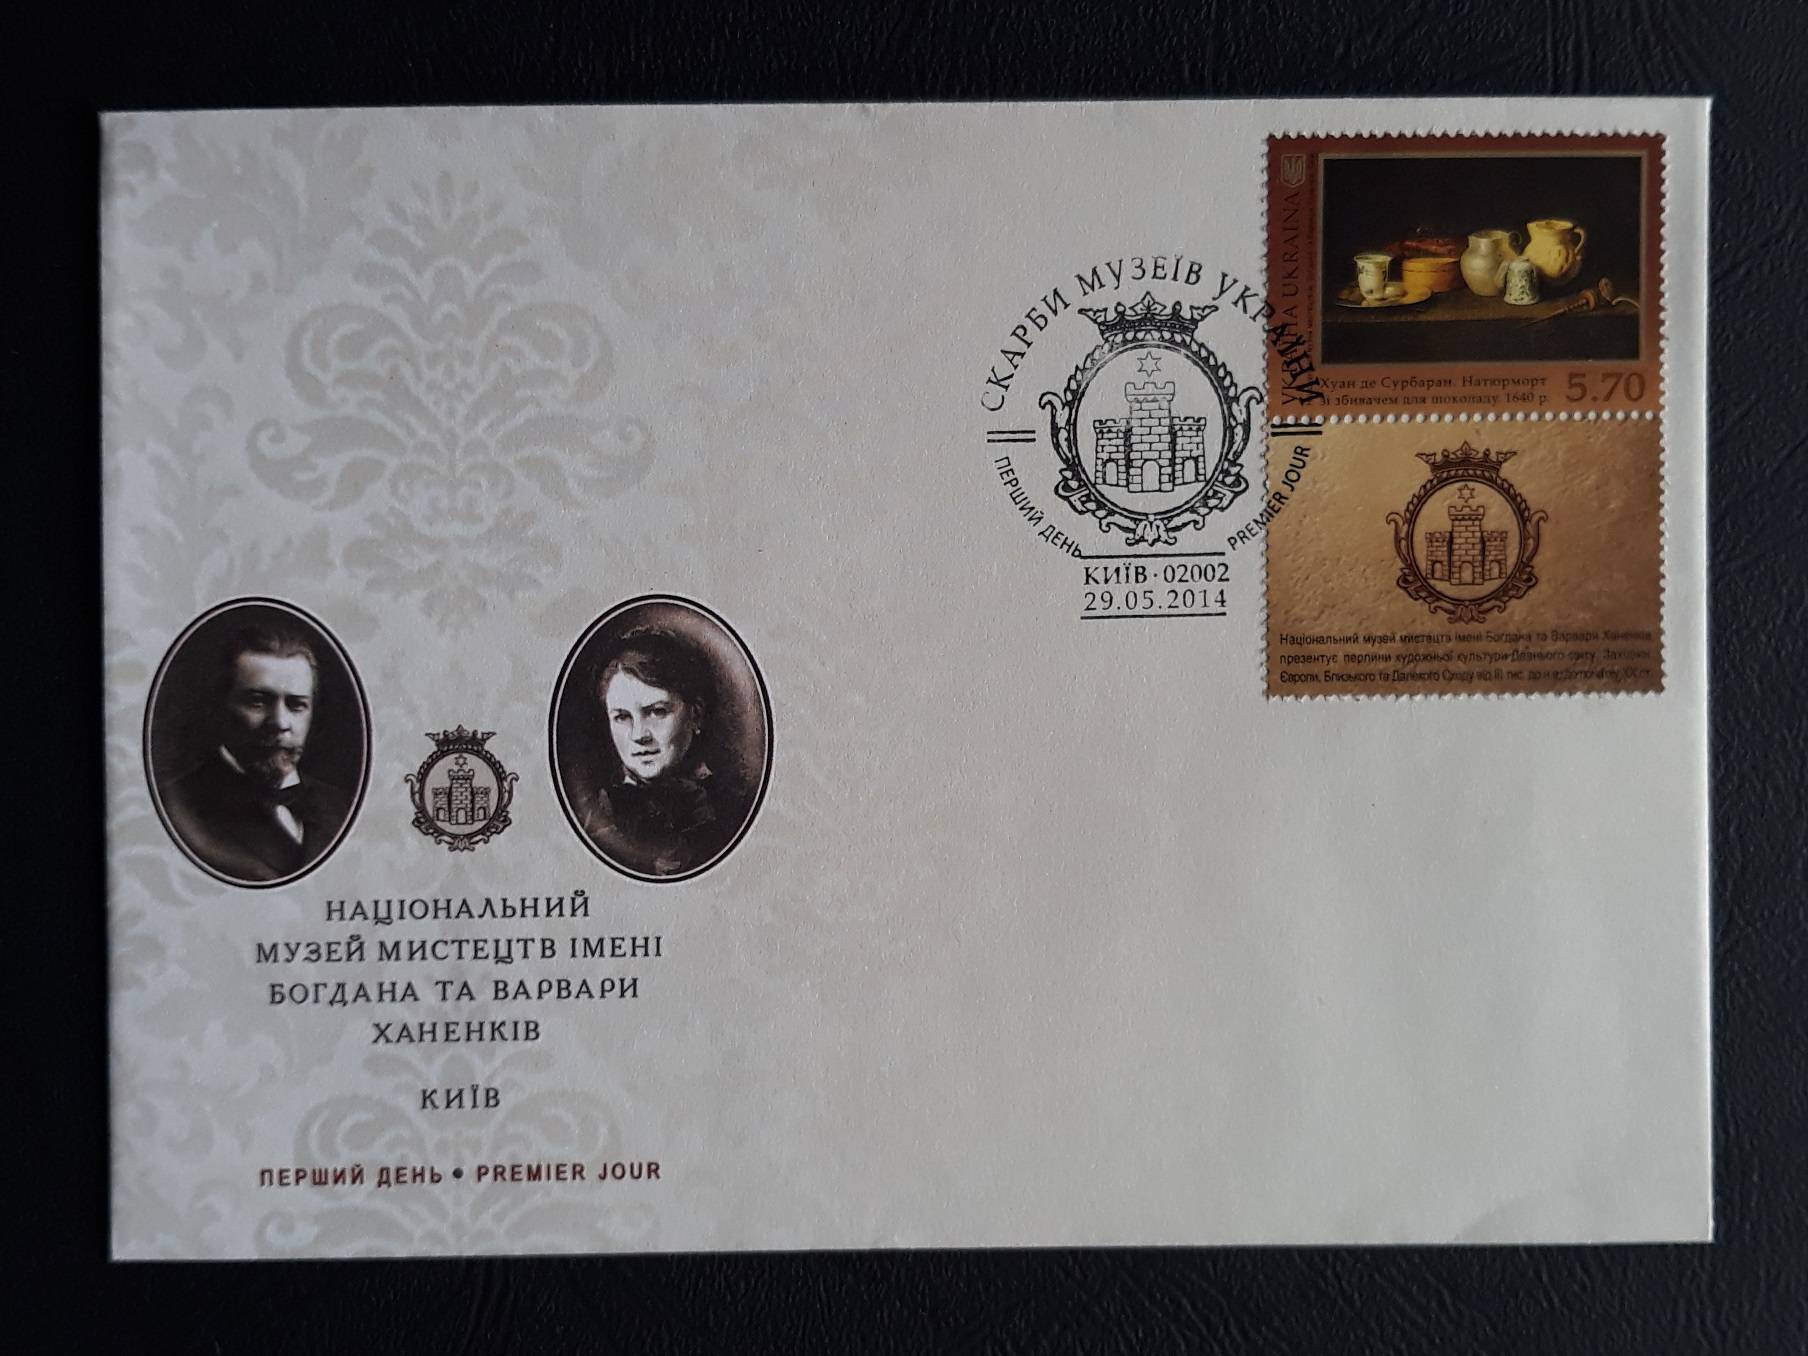 СКАРБИ МУЗЕЇВ УКРАЇНИ
ПЕРШИЙ ДЕНЬ
PREMIER JOUR
КИЇВ · 02002
29.05.2014
УКРАЇНА UKRAINA
Хуан де Сурбаран. Натюрморт
зі збивачем для шоколаду. 1640 р.
5.70
Національний музей мистецтв імені Богдана та Варвари Ханенків
презентує перлини художньої культури Давнього світу, Західної
Європи, Близького та Далекого Сходу від III тис. до н.е. до початку XX ст.
НАЦІОНАЛЬНИЙ
МУЗЕЙ МИСТЕЦТВ ІМЕНІ
БОГДАНА ТА ВАРВАРИ
ХАНЕНКІВ
КИЇВ
ПЕРШИЙ ДЕНЬ • PREMIER JOUR